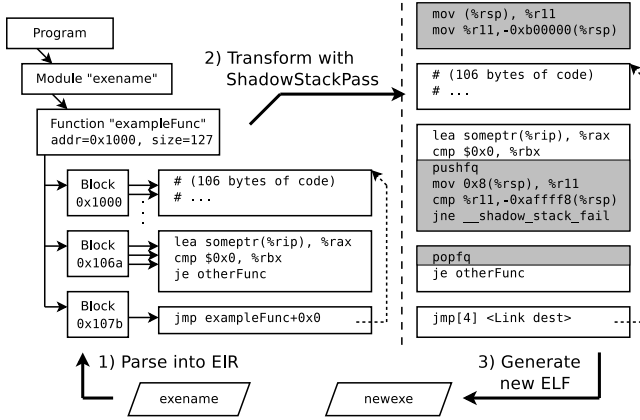 Program
Module "exename"
Function "exampleFunc"
addr=0x1000, size=127
Block
0x1000
# (106 bytes of code)
# ...
.
.
.
Block
0x106a
lea someptr(%rip), %rax
cmp $0x0, %rbx
je otherFunc
Block
0x107b
jmp exampleFunc+0x0
1) Parse into EIR
exename
2) Transform with
ShadowStackPass
mov (%rsp), %r11
mov %r11,-0xb00000(%rsp)
# (106 bytes of code)
# ...
lea someptr(%rip), %rax
cmp $0x0, %rbx
pushfq
mov 0x8(%rsp), %r11
cmp %r11,-0xaffff8(%rsp)
jne __shadow_stack_fail
popfq
je otherFunc
jmp[4] <Link dest>
3) Generate
new ELF
newexe